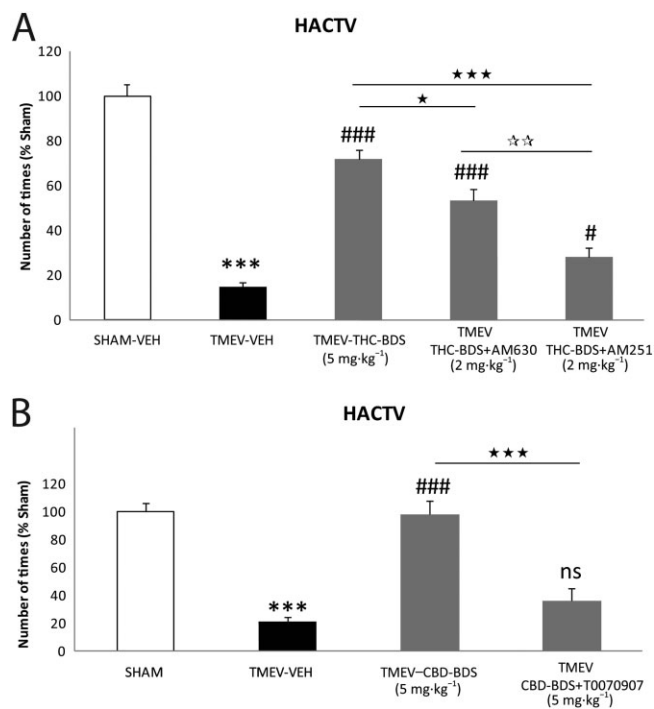 A
HACTV
Number of times (% Sham)
120
100
80
60
40
20
0
★★★
★
☆☆
***
###
###
#
SHAM-VEH
TMEV-VEH
TMEV-THC-BDS
(5 mg·kg⁻¹)
TMEV
THC-BDS+AM630
(2 mg·kg⁻¹)
TMEV
THC-BDS+AM251
(2 mg·kg⁻¹)
B
HACTV
Number of times (% Sham)
120
100
80
60
40
20
0
★★★
***
###
ns
SHAM
TMEV-VEH
TMEV–CBD-BDS
(5 mg·kg⁻¹)
TMEV
CBD-BDS+T0070907
(5 mg·kg⁻¹)